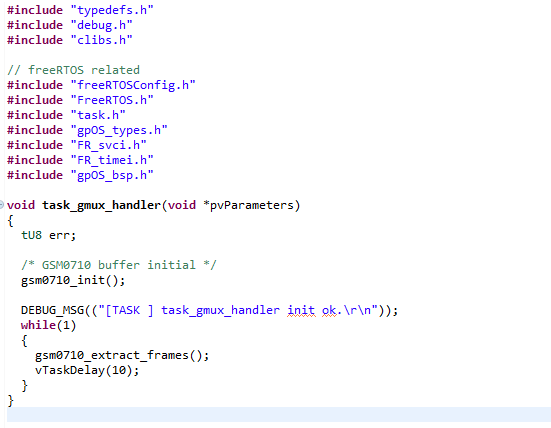 #include "typedefs.h"
#include "debug.h"
#include "clibs.h"

// freeRTOS related
#include "freeRTOSConfig.h"
#include "FreeRTOS.h"
#include "task.h"
#include "gpOS_types.h"
#include "FR_svci.h"
#include "FR_timei.h"
#include "gpOS_bsp.h"

void task_gmux_handler(void *pvParameters)
{
  tU8 err;

  /* GSM0710 buffer initial */
  gsm0710_init();

  DEBUG_MSG(("[TASK ] task_gmux_handler init ok.\r\n"));
  while(1)
  {
    gsm0710_extract_frames();
    vTaskDelay(10);
  }
}